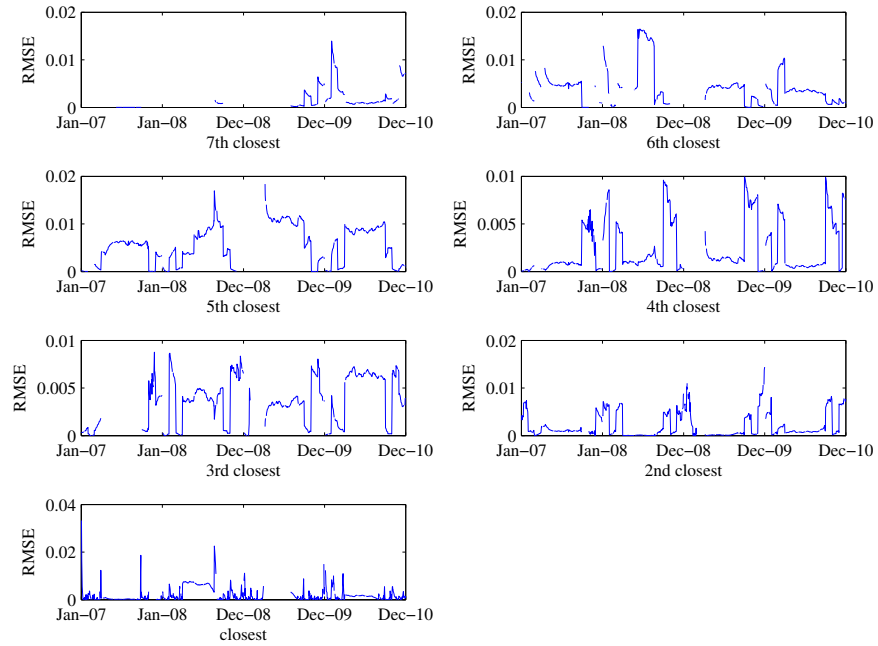 0.02
0.01
0
RMSE
Jan−07 Jan−08 Dec−08 Dec−09 Dec−10
7th closest
0.02
0.01
0
RMSE
Jan−07 Jan−08 Dec−08 Dec−09 Dec−10
6th closest
0.02
0.01
0
RMSE
Jan−07 Jan−08 Dec−08 Dec−09 Dec−10
5th closest
0.01
0.005
0
RMSE
Jan−07 Jan−08 Dec−08 Dec−09 Dec−10
4th closest
0.01
0.005
0
RMSE
Jan−07 Jan−08 Dec−08 Dec−09 Dec−10
3rd closest
0.02
0.01
0
RMSE
Jan−07 Jan−08 Dec−08 Dec−09 Dec−10
2nd closest
0.04
0.02
0
RMSE
Jan−07 Jan−08 Dec−08 Dec−09 Dec−10
closest